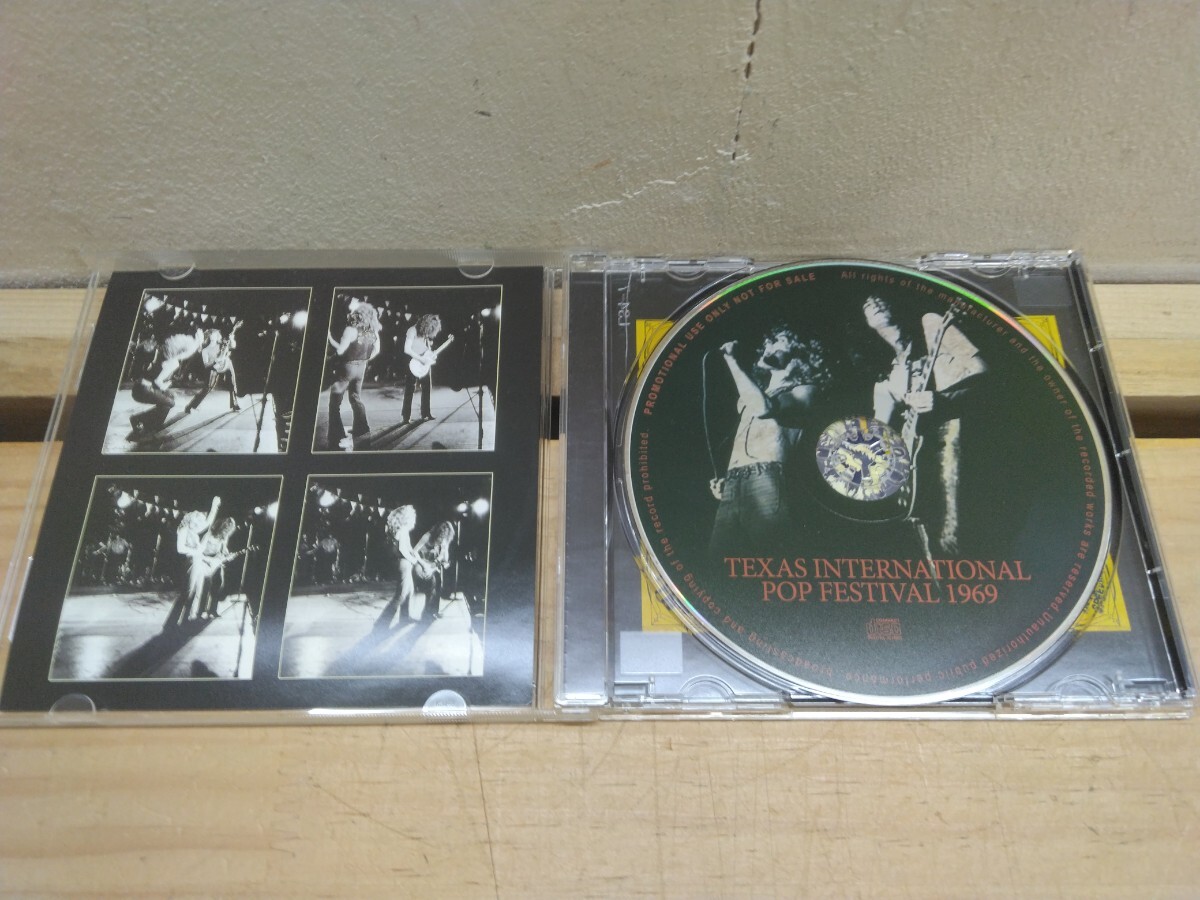 PROMOTIONAL USE ONLY NOT FOR SALE
All rights of the manufacturer and the owner of the recorded works are reserved Unauthorized public performance broadcasting and copying of the record prohibited
TEXAS INTERNATIONAL
POP FESTIVAL 1969